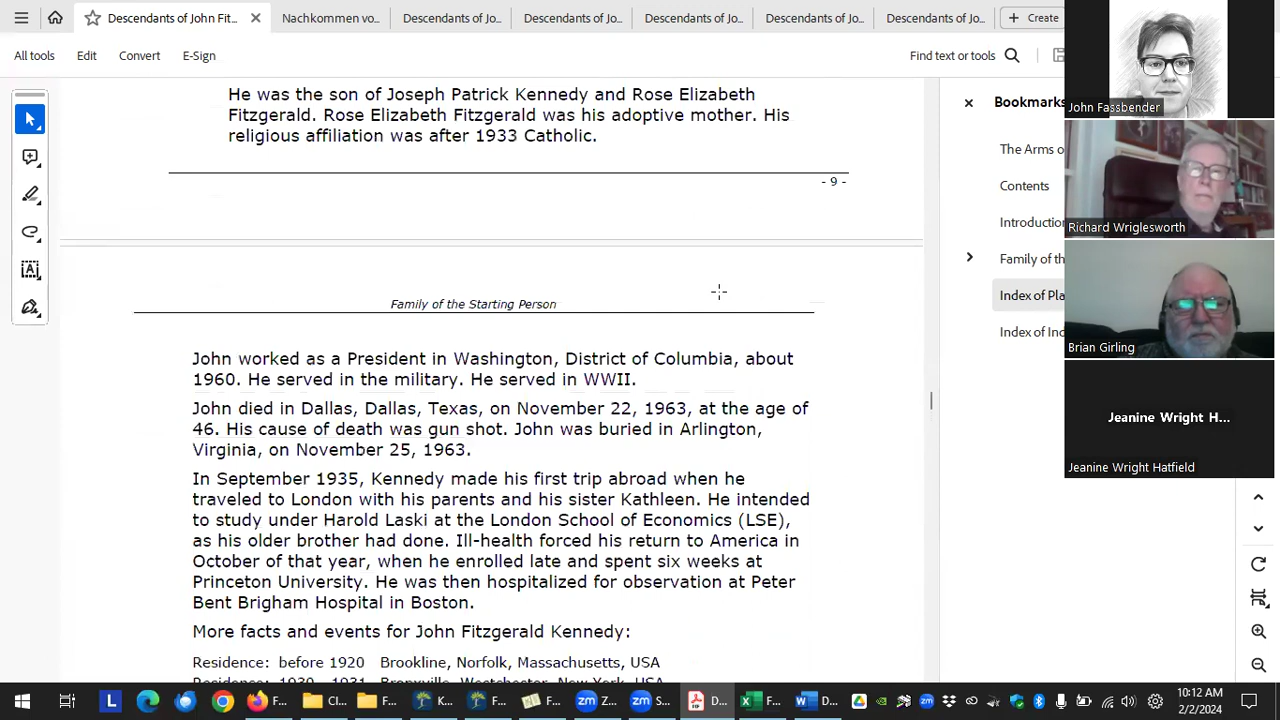 Descendants of John Fit...
Nachkommen vo...
Descendants of Jo...
Descendants of Jo...
Descendants of Jo...
Descendants of Jo...
Descendants of Jo...
Create
All tools
Edit
Convert
E-Sign
Find text or tools
He was the son of Joseph Patrick Kennedy and Rose Elizabeth
Fitzgerald. Rose Elizabeth Fitzgerald was his adoptive mother. His
religious affiliation was after 1933 Catholic.
- 9 -
Family of the Starting Person
John worked as a President in Washington, District of Columbia, about
1960. He served in the military. He served in WWII.
John died in Dallas, Dallas, Texas, on November 22, 1963, at the age of
46. His cause of death was gun shot. John was buried in Arlington,
Virginia, on November 25, 1963.
In September 1935, Kennedy made his first trip abroad when he
traveled to London with his parents and his sister Kathleen. He intended
to study under Harold Laski at the London School of Economics (LSE),
as his older brother had done. Ill-health forced his return to America in
October of that year, when he enrolled late and spent six weeks at
Princeton University. He was then hospitalized for observation at Peter
Bent Brigham Hospital in Boston.
More facts and events for John Fitzgerald Kennedy:
Residence: before 1920 Brookline, Norfolk, Massachusetts, USA
Residence: 1930 - 1931 Bronxville, Westchester, New York, USA
Bookmarks
The Arms o
Contents
Introduction
Family of the
Index of Pla
Index of Ind
John Fassbender
Richard Wriglesworth
Brian Girling
Jeanine Wright H...
Jeanine Wright Hatfield
L
F...
Cl...
F...
K...
F...
F...
Z...
S...
D...
F...
D...
10:12 AM
2/2/2024